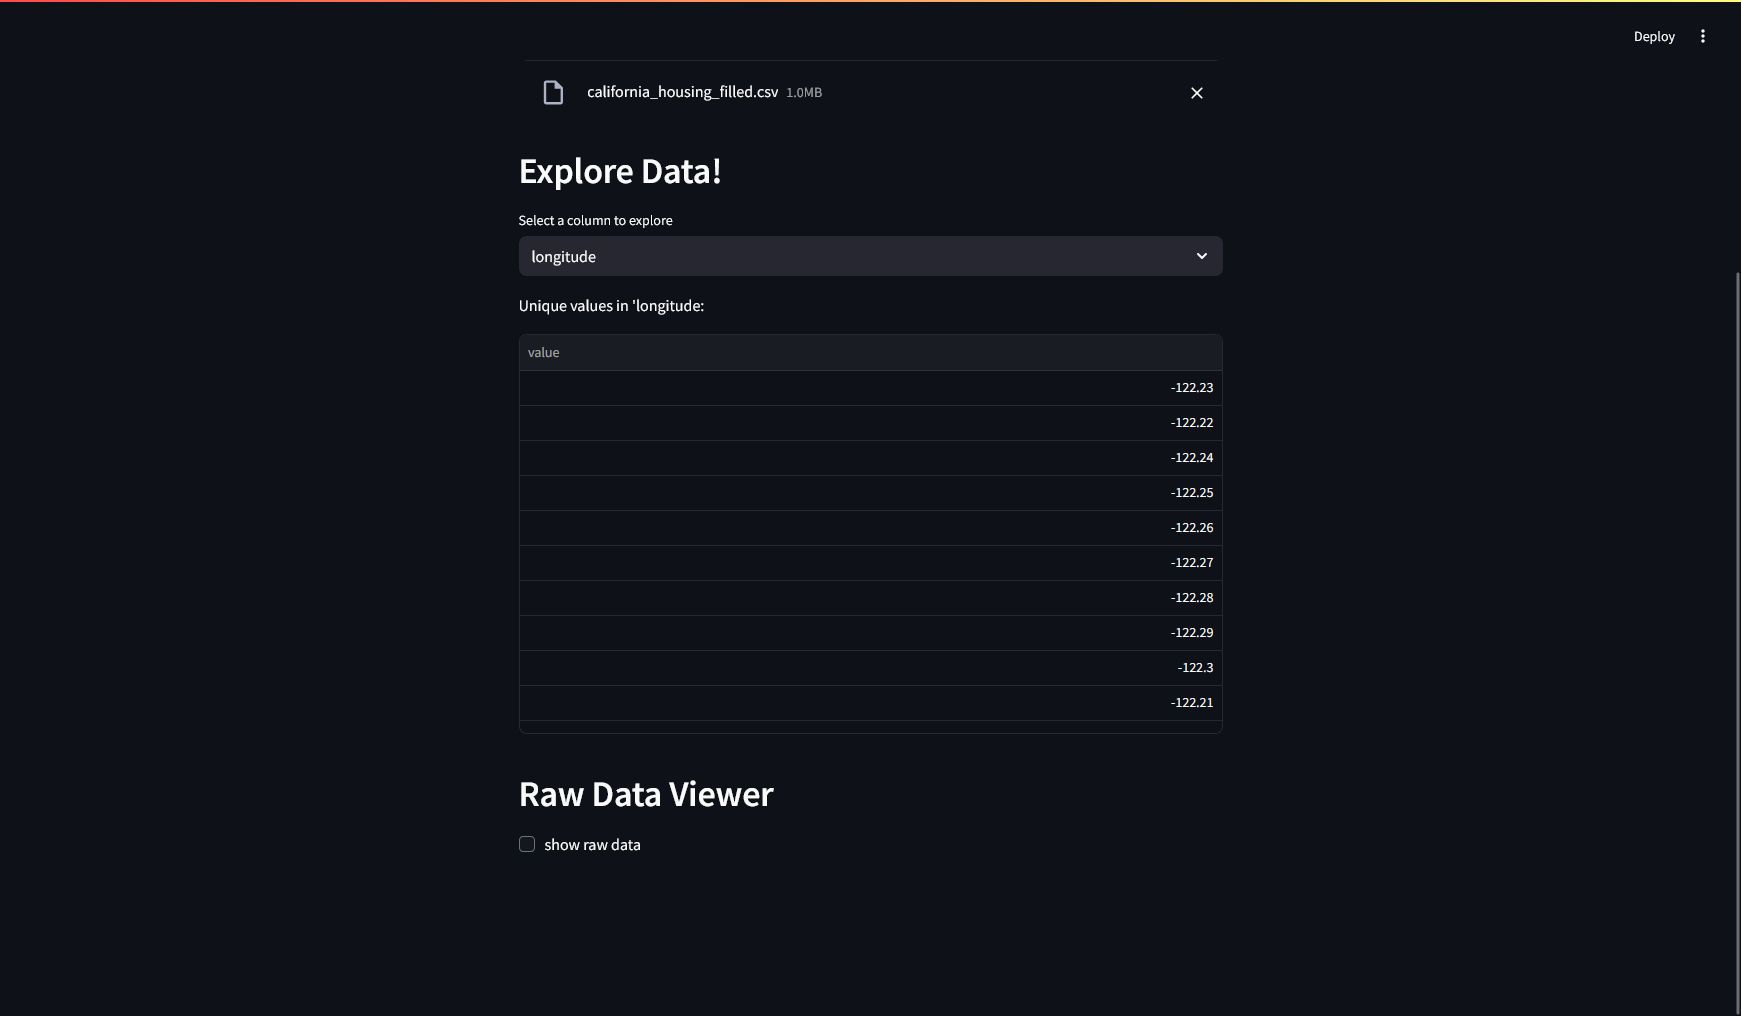 Deploy
california_housing_filled.csv 1.0MB
Explore Data!
Select a column to explore
longitude
Unique values in 'longitude:
value
-122.23
-122.22
-122.24
-122.25
-122.26
-122.27
-122.28
-122.29
-122.3
-122.21
Raw Data Viewer
show raw data